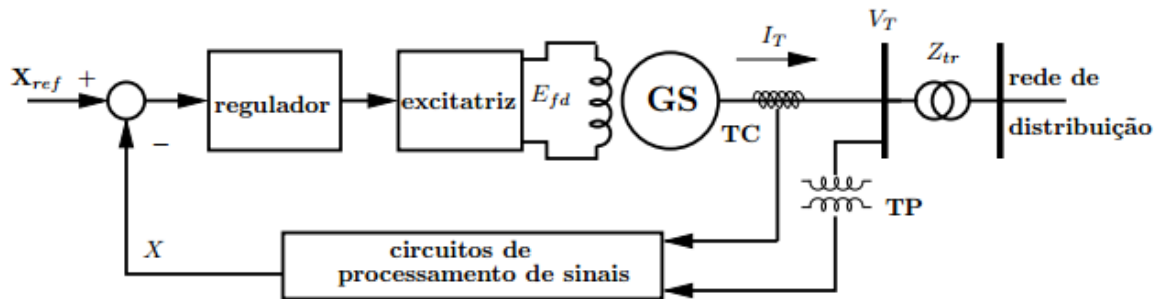 X_ref +
−
regulador
excitatriz
E_fd
GS
I_T
TC
V_T
Z_tr
rede de
distribuição
TP
X
circuitos de
processamento de sinais